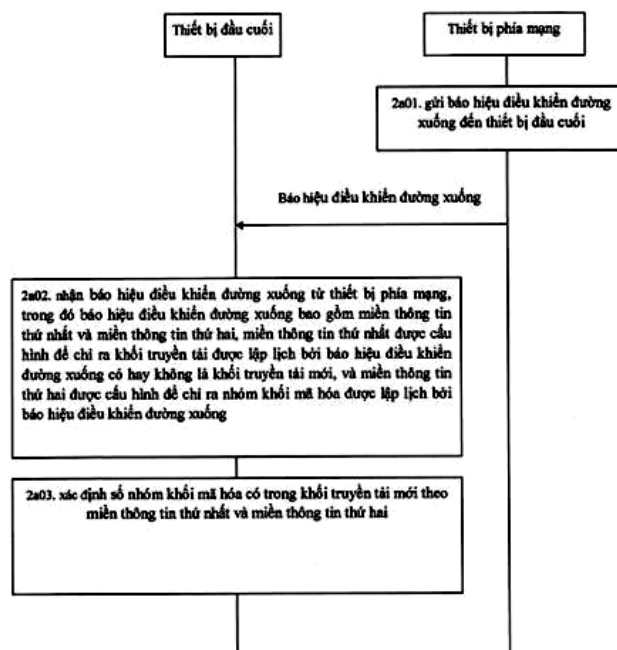 Thiết bị đầu cuối
Thiết bị phía mạng
2a01. gửi báo hiệu điều khiển đường
xuống đến thiết bị đầu cuối
Báo hiệu điều khiển đường xuống
2a02. nhận báo hiệu điều khiển đường xuống từ thiết bị phía mạng,
trong đó báo hiệu điều khiển đường xuống bao gồm miền thông tin
thứ nhất và miền thông tin thứ hai, miền thông tin thứ nhất được cấu
hình để chỉ ra khối truyền tải được lập lịch bởi báo hiệu điều khiển
đường xuống có hay không là khối truyền tải mới, và miền thông tin
thứ hai được cấu hình để chỉ ra nhóm khối mã hóa được lập lịch bởi
báo hiệu điều khiển đường xuống
2a03. xác định số nhóm khối mã hóa có trong khối truyền tải mới theo
miền thông tin thứ nhất và miền thông tin thứ hai